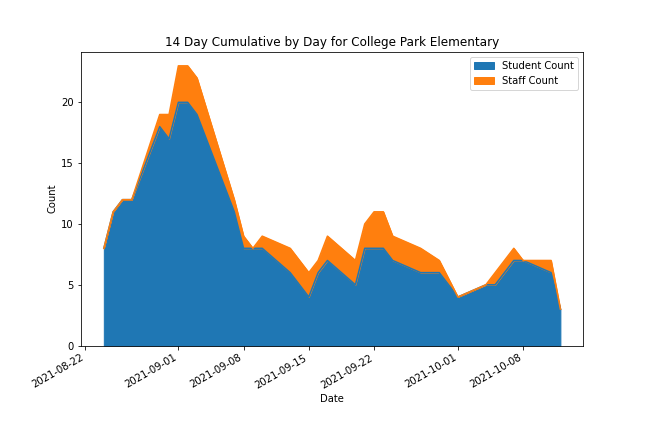 14 Day Cumulative by Day for College Park Elementary
Student Count
Staff Count
Count
20
15
10
5
0
2021-08-22
2021-09-01
2021-09-08
2021-09-15
2021-09-22
2021-10-01
2021-10-08
Date